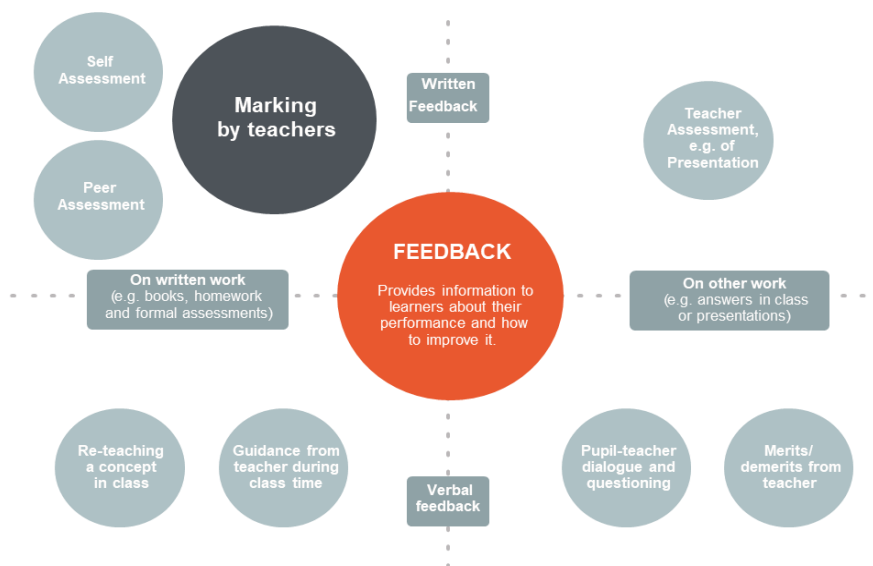 Self
Assessment
Marking
by teachers
Written
Feedback
Teacher
Assessment,
e.g. of
Presentation
Peer
Assessment
FEEDBACK
Provides information to
learners about their
performance and how
to improve it.
On written work
(e.g. books, homework
and formal assessments)
On other work
(e.g. answers in class
or presentations)
Re-teaching
a concept
in class
Guidance from
teacher during
class time
Verbal
feedback
Pupil-teacher
dialogue and
questioning
Merits/
demerits from
teacher